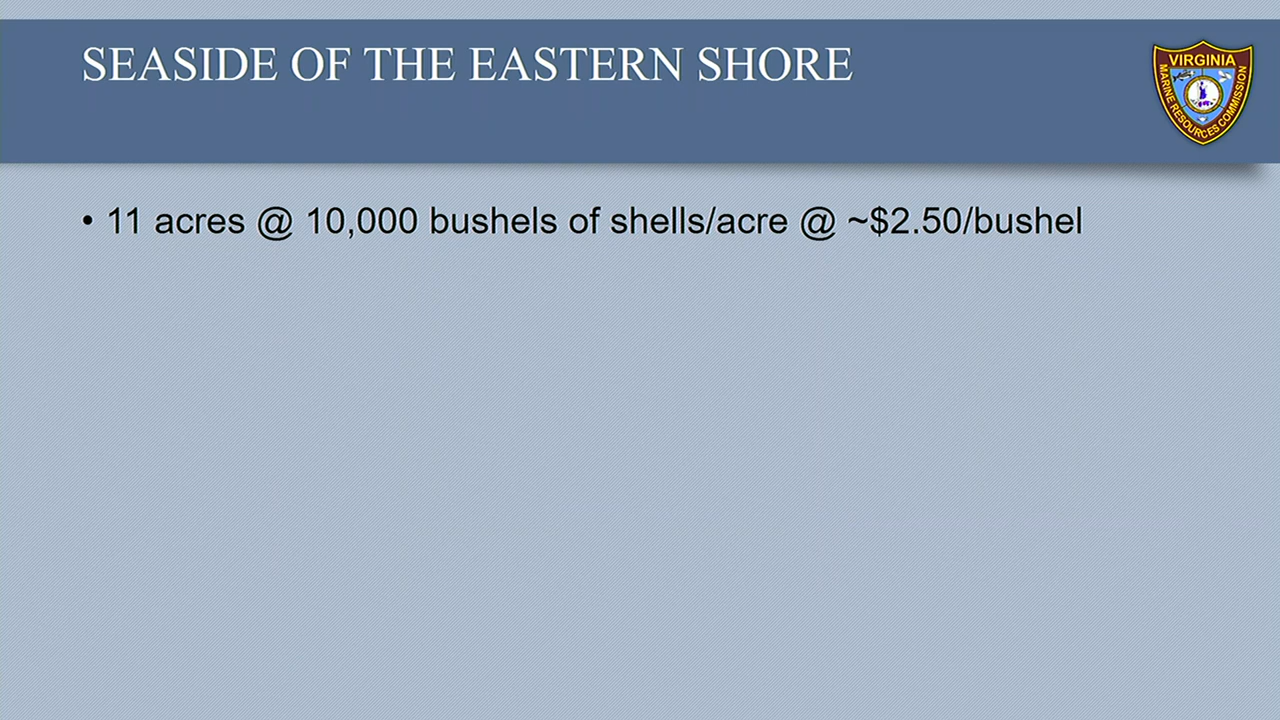 SEASIDE OF THE EASTERN SHORE
VIRGINIA
MARINE RESOURCES COMMISSION
• 11 acres @ 10,000 bushels of shells/acre @ ~$2.50/bushel